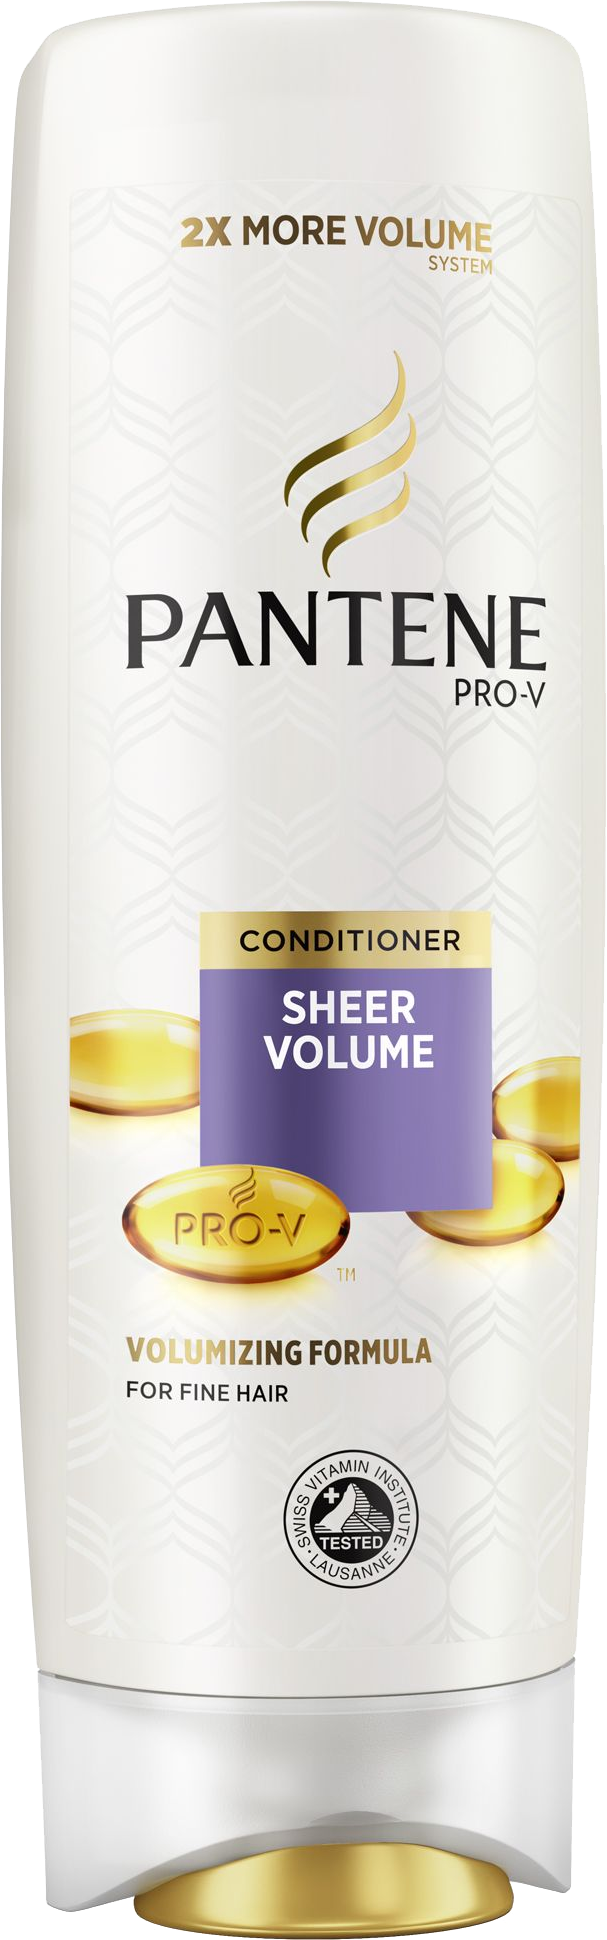 2X MORE VOLUME
SYSTEM
PANTENE
PRO-V
CONDITIONER
SHEER
VOLUME
PRO-V
TM
VOLUMIZING FORMULA
FOR FINE HAIR
SWISS VITAMIN INSTITUTE
TESTED
· LAUSANNE ·